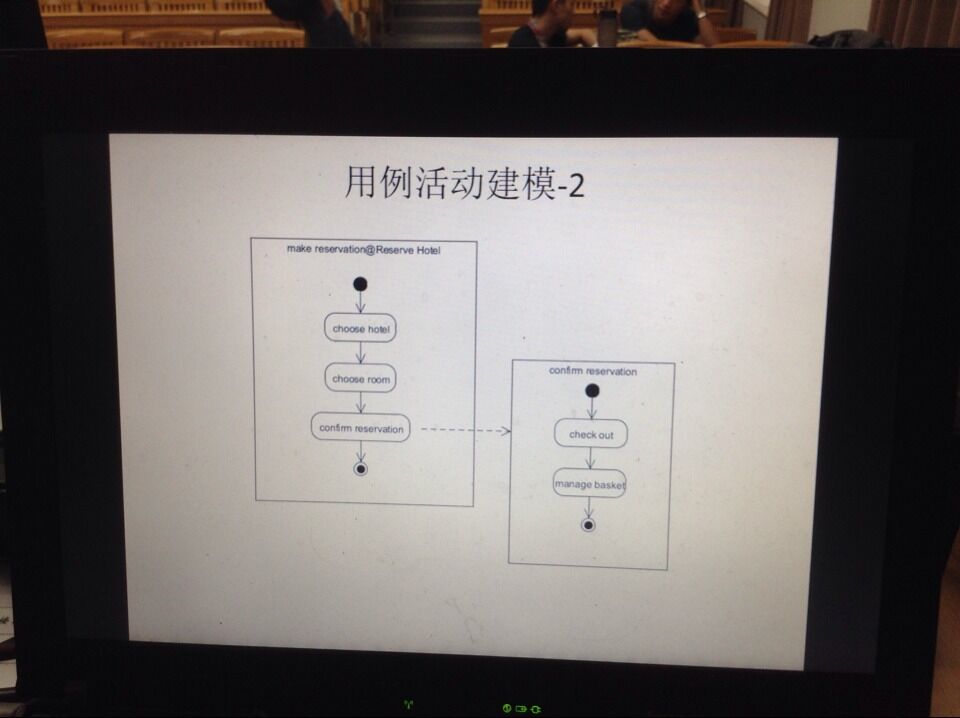 用例活动建模-2
make reservation@Reserve Hotel
choose hotel
choose room
confirm reservation
confirm reservation
check out
manage basket